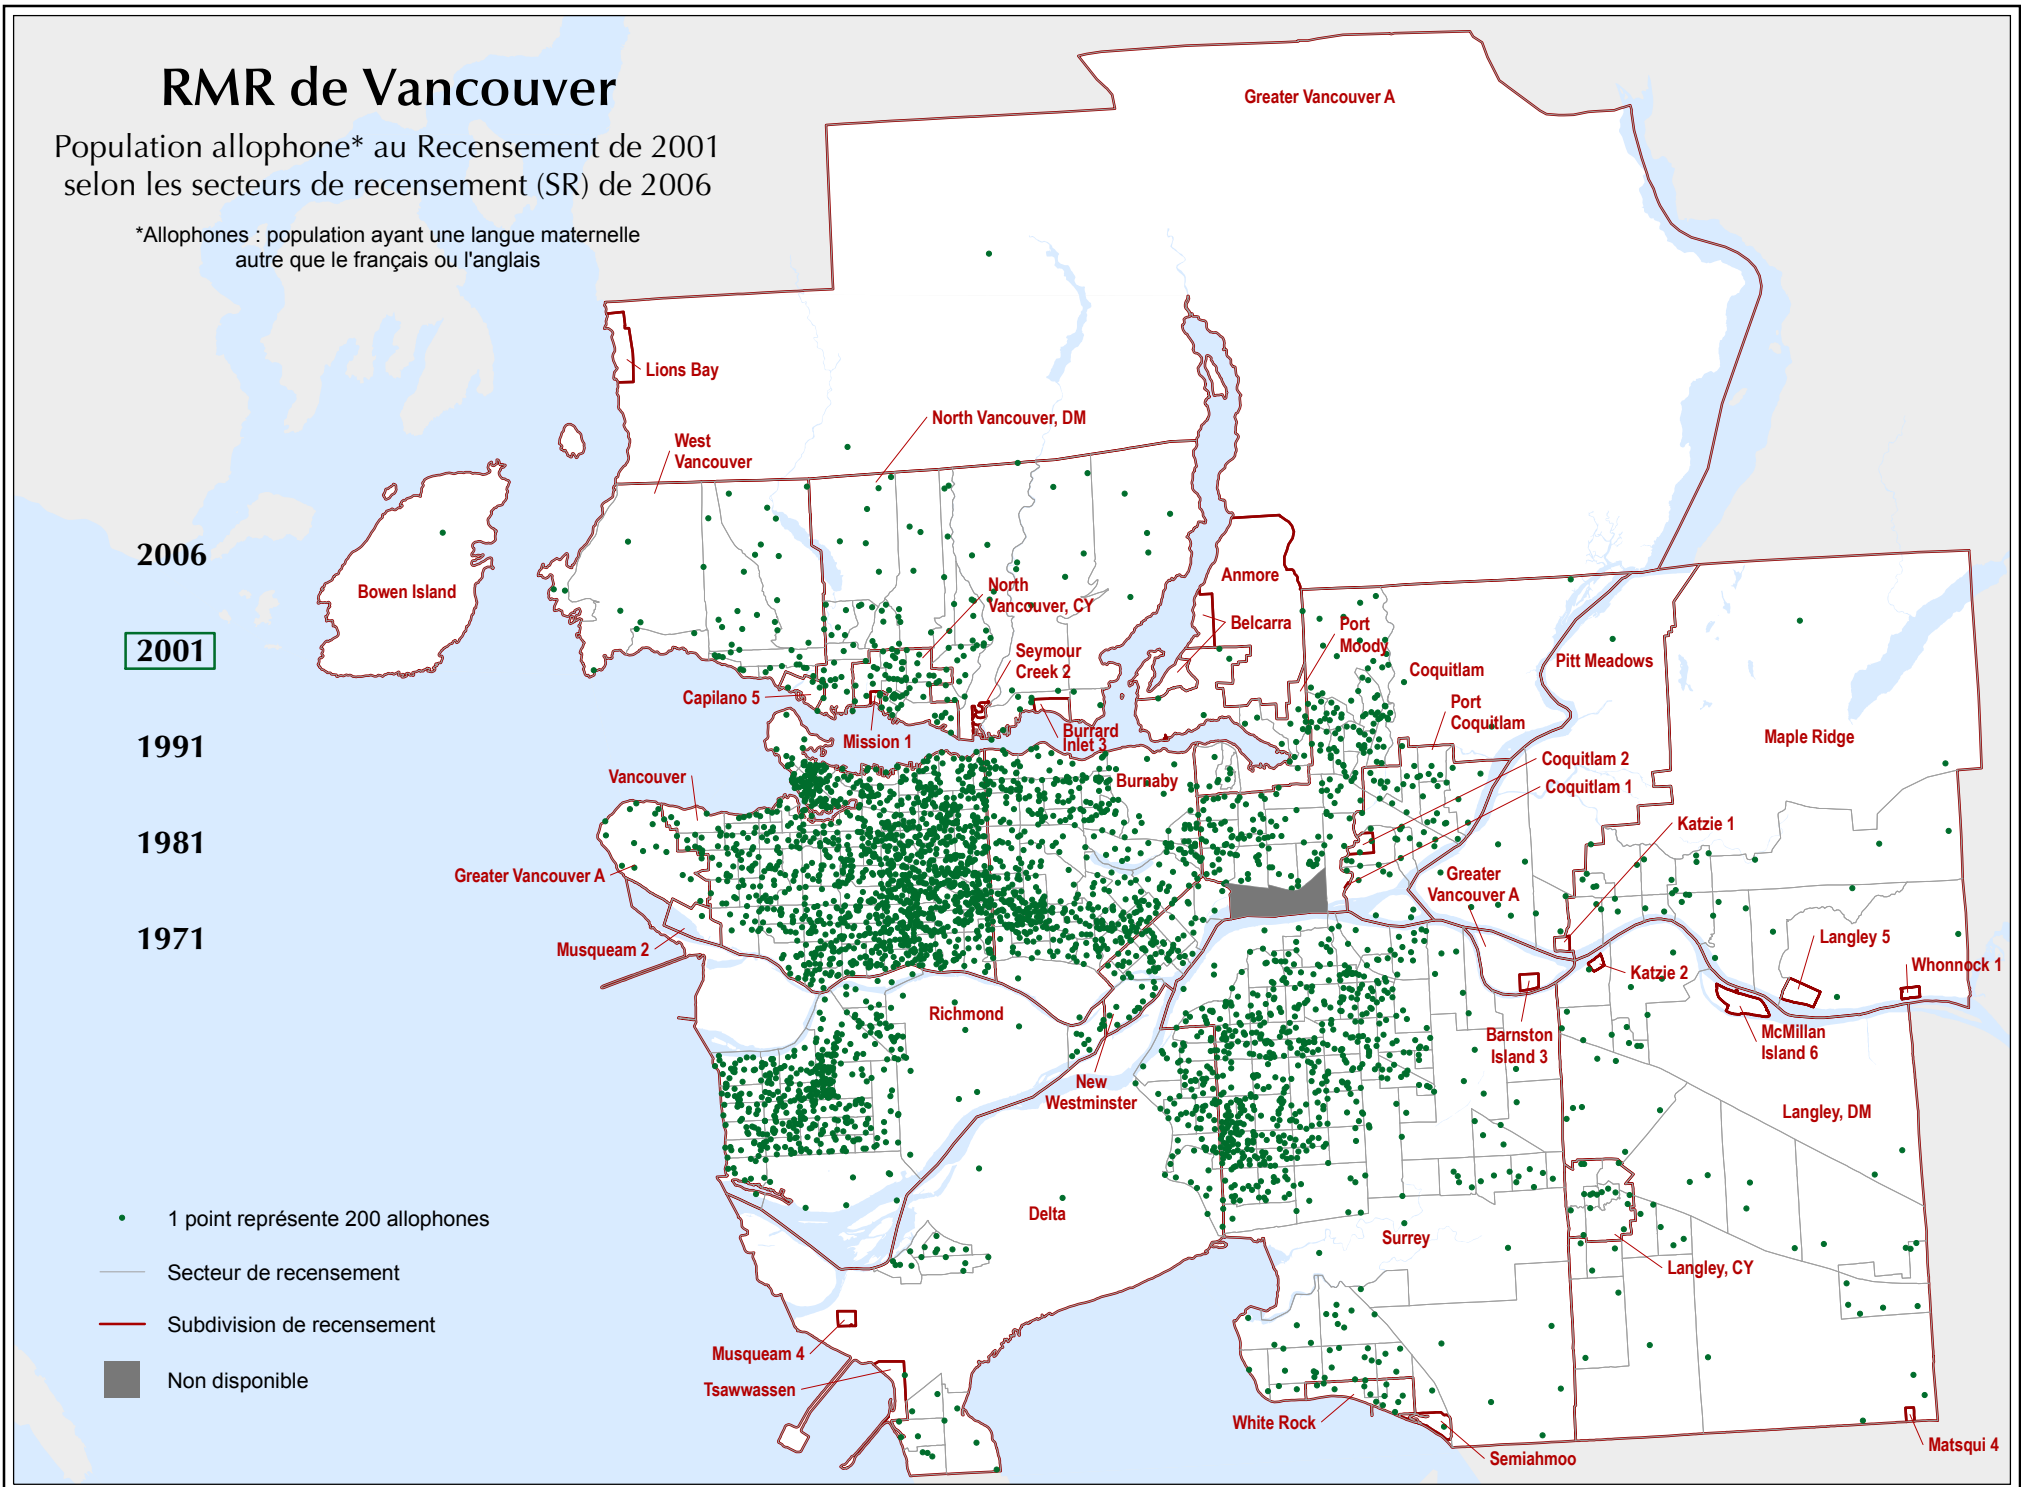 RMR de Vancouver
Population allophone* au Recensement de 2001
selon les secteurs de recensement (SR) de 2006
*Allophones : population ayant une langue maternelle
autre que le français ou l'anglais
Greater Vancouver A
Lions Bay
North Vancouver, DM
West
Vancouver
2006
2001
1991
1981
1971
Bowen Island
Anmore
North
Vancouver, CY
Belcarra
Port
Moody
Seymour
Creek 2
Coquitlam
Pitt Meadows
Capilano 5
Port
Coquitlam
Mission 1
Burrard
Inlet 3
Maple Ridge
Vancouver
Burnaby
Coquitlam 2
Coquitlam 1
Katzie 1
Greater Vancouver A
Greater
Vancouver A
Musqueam 2
Langley 5
Katzie 2
Whonnock 1
Richmond
Barnston
Island 3
McMillan
Island 6
New
Westminster
Langley, DM
Delta
Surrey
Langley, CY
1 point représente 200 allophones
Secteur de recensement
Subdivision de recensement
Non disponible
Musqueam 4
Tsawwassen
White Rock
Semiahmoo
Matsqui 4